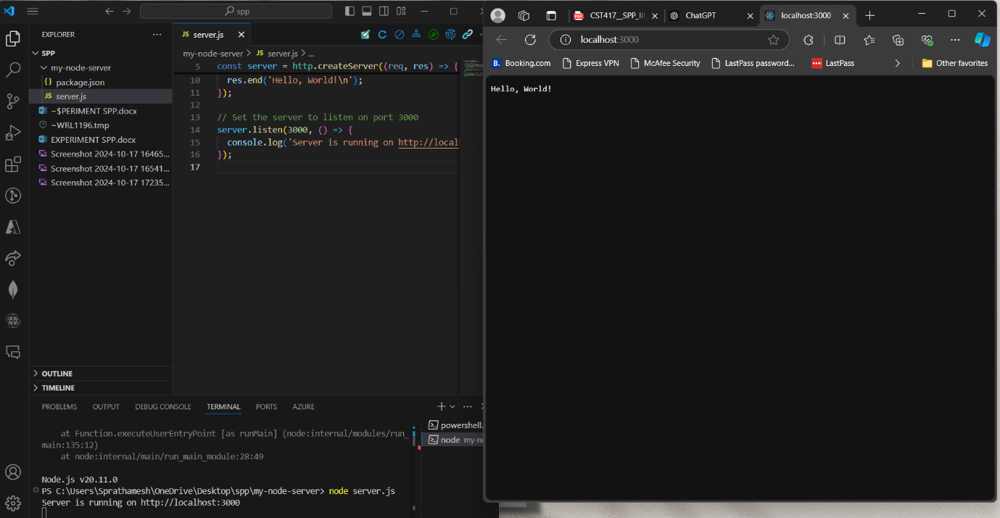 spp
EXPLORER
SPP
my-node-server
{} package.json
JS server.js
~$PERIMENT SPP.docx
~WRL1196.tmp
EXPERIMENT SPP.docx
Screenshot 2024-10-17 16465...
Screenshot 2024-10-17 16541...
Screenshot 2024-10-17 17235...
OUTLINE
TIMELINE
JS server.js
my-node-server > JS server.js > ...
5 const server = http.createServer((req, res) => {
10 res.end('Hello, World!\n');
11 });
12
13 // Set the server to listen on port 3000
14 server.listen(3000, () => {
15 console.log('Server is running on http://local
16 });
17
PROBLEMS OUTPUT DEBUG CONSOLE TERMINAL PORTS AZURE
at Function.executeUserEntryPoint [as runMain] (node:internal/modules/run_
main:135:12)
at node:internal/main/run_main_module:28:49
Node.js v20.11.0
PS C:\Users\Sprathamesh\OneDrive\Desktop\spp\my-node-server> node server.js
Server is running on http://localhost:3000
powershell.
node my-no
CST417__SPP_III ChatGPT localhost:3000
localhost:3000
B. Booking.com Express VPN McAfee Security LastPass password... LastPass Other favorites
Hello, World!